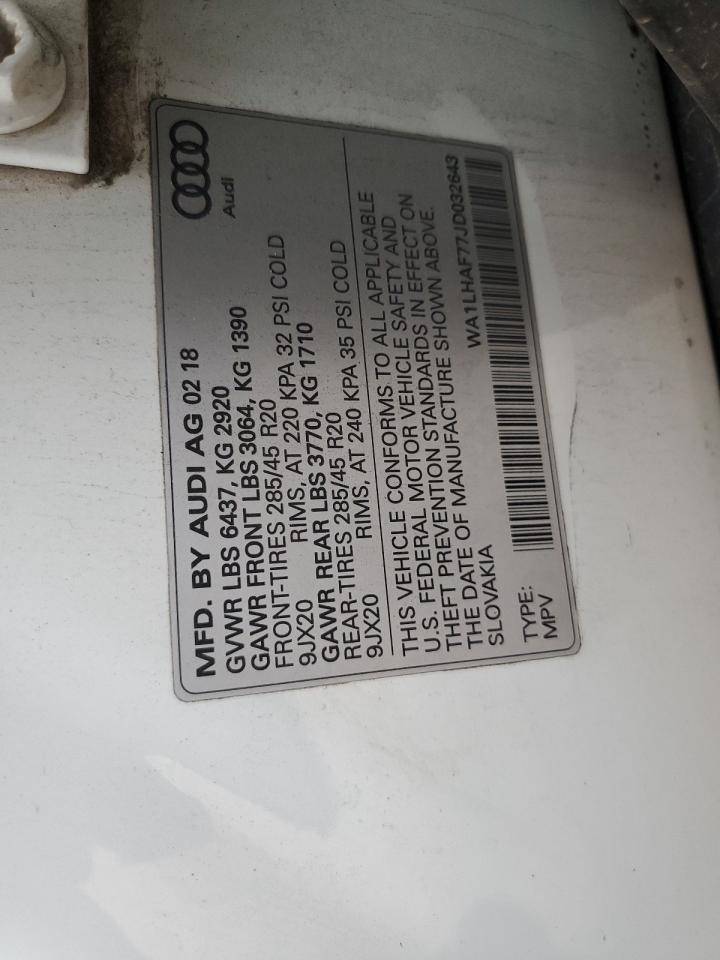 Audi
MFD. BY AUDI AG 02 18
GVWR LBS 6437, KG 2920
GAWR FRONT LBS 3064, KG 1390
FRONT-TIRES 285/45 R20
9JX20 RIMS, AT 220 KPA 32 PSI COLD
GAWR REAR LBS 3770, KG 1710
REAR-TIRES 285/45 R20
9JX20 RIMS, AT 240 KPA 35 PSI COLD
THIS VEHICLE CONFORMS TO ALL APPLICABLE
U.S. FEDERAL MOTOR VEHICLE SAFETY AND
THEFT PREVENTION STANDARDS IN EFFECT ON
THE DATE OF MANUFACTURE SHOWN ABOVE.
SLOVAKIA
WA1LHAF77JD032643
TYPE:
MPV